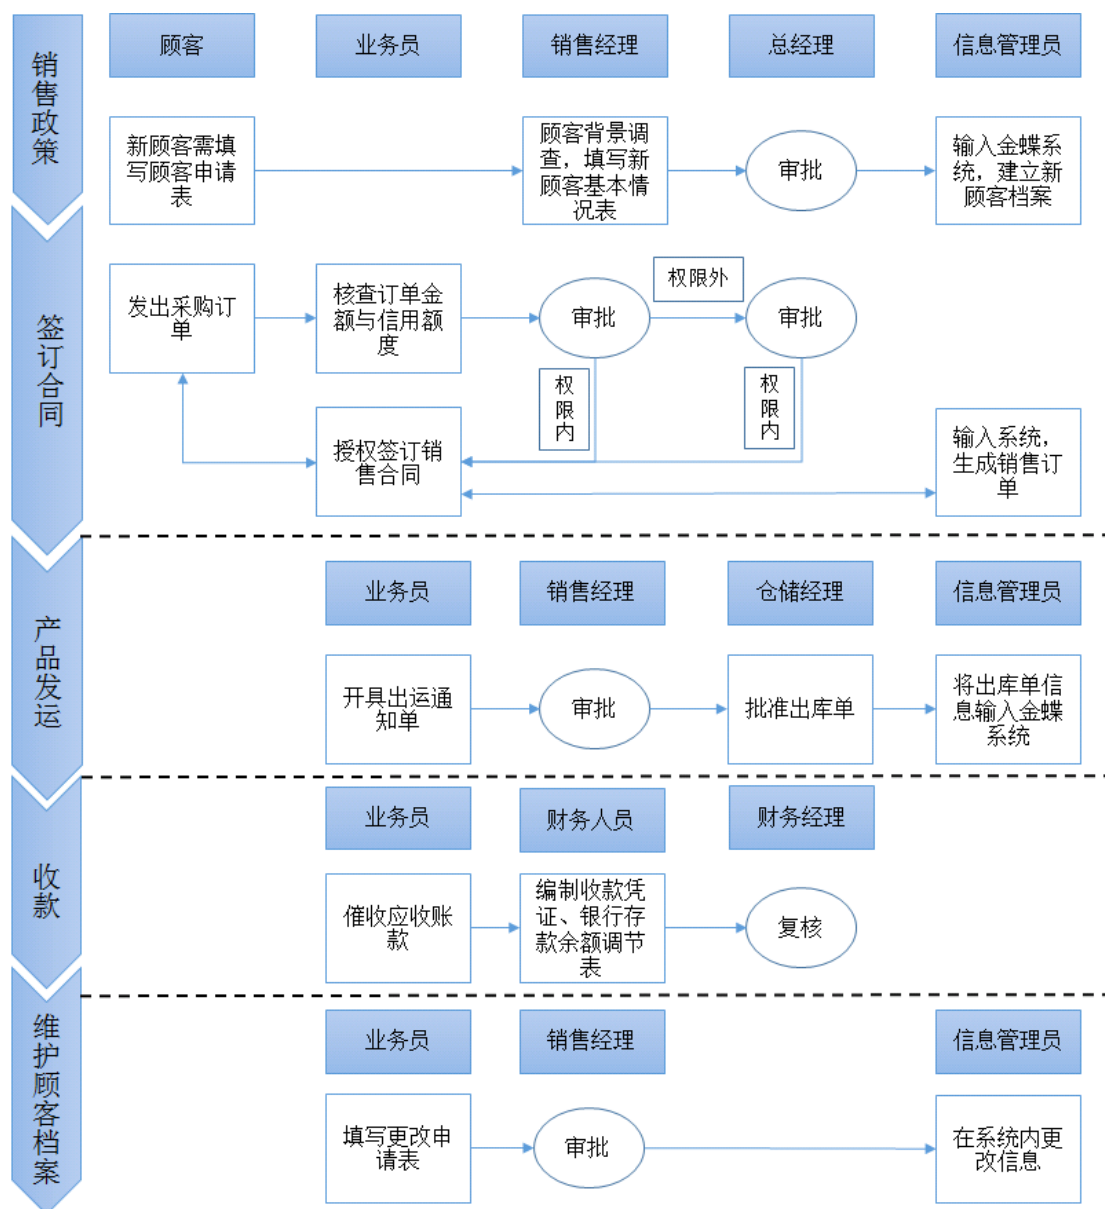 销售政策
顾客
业务员
销售经理
总经理
信息管理员
新顾客需填
写顾客申请
表
顾客背景调
查，填写新
顾客基本情
况表
审批
输入金蝶系
统，建立新
顾客档案
签订合同
发出采购订
单
核查订单金
额与信用额
度
审批
权限外
审批
权限内
权限内
授权签订销
售合同
输入系统，
生成销售订
单
产品发运
业务员
销售经理
仓储经理
信息管理员
开具出运通
知单
审批
批准出库单
将出库单信
息输入金蝶
系统
收款
业务员
财务人员
财务经理
催收应收账
款
编制收款凭
证、银行存
款余额调节
表
复核
维护顾客档案
业务员
销售经理
信息管理员
填写更改申
请表
审批
在系统内更
改信息